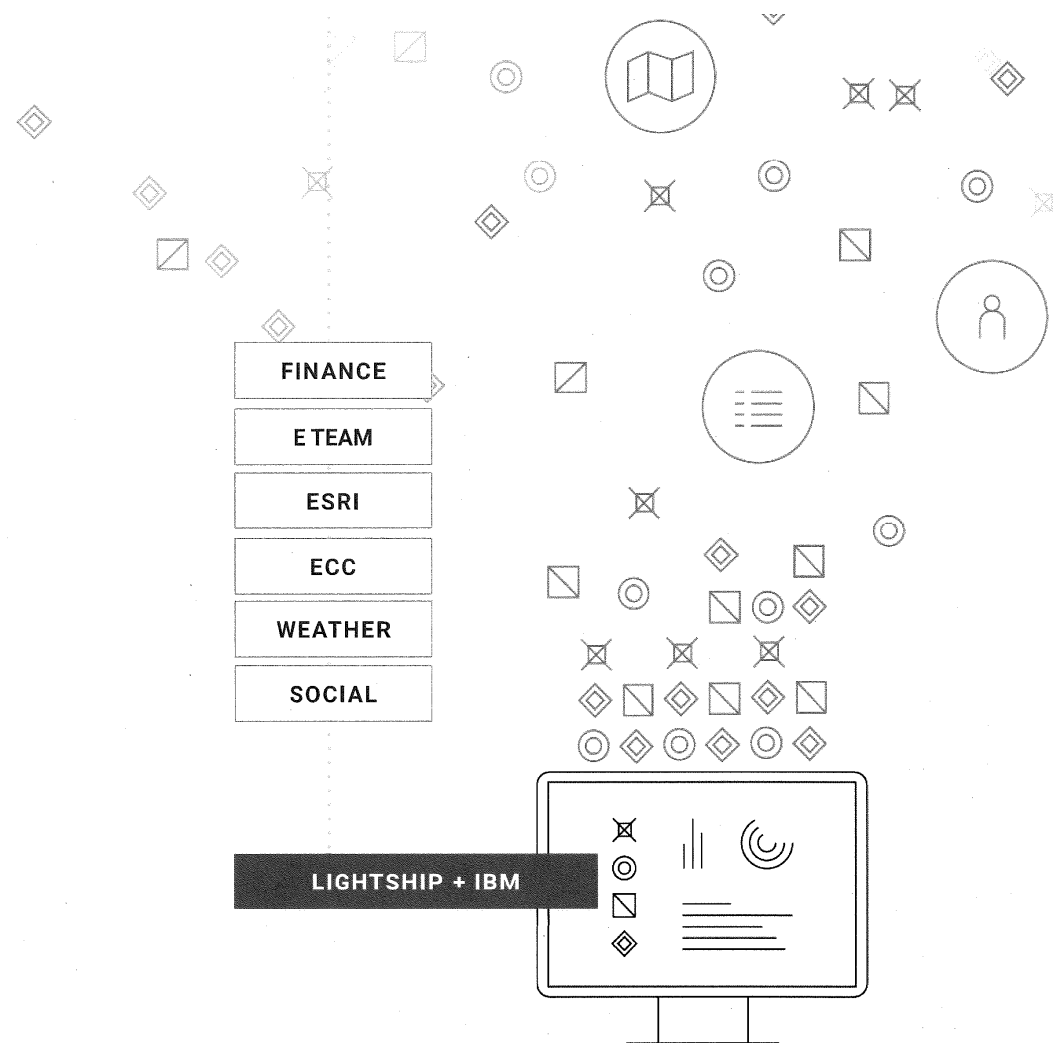 FINANCE
E TEAM
ESRI
ECC
WEATHER
SOCIAL
LIGHTSHIP + IBM